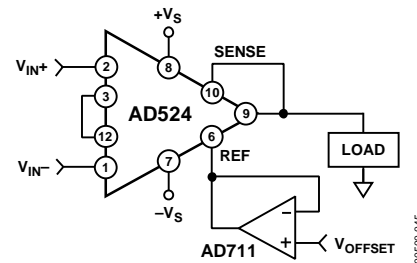 +Vs
SENSE
VIN+
2
8
10
3
AD524
9
12
6
REF
LOAD
VIN–
1
7
–Vs
–
AD711
+
VOFFSET